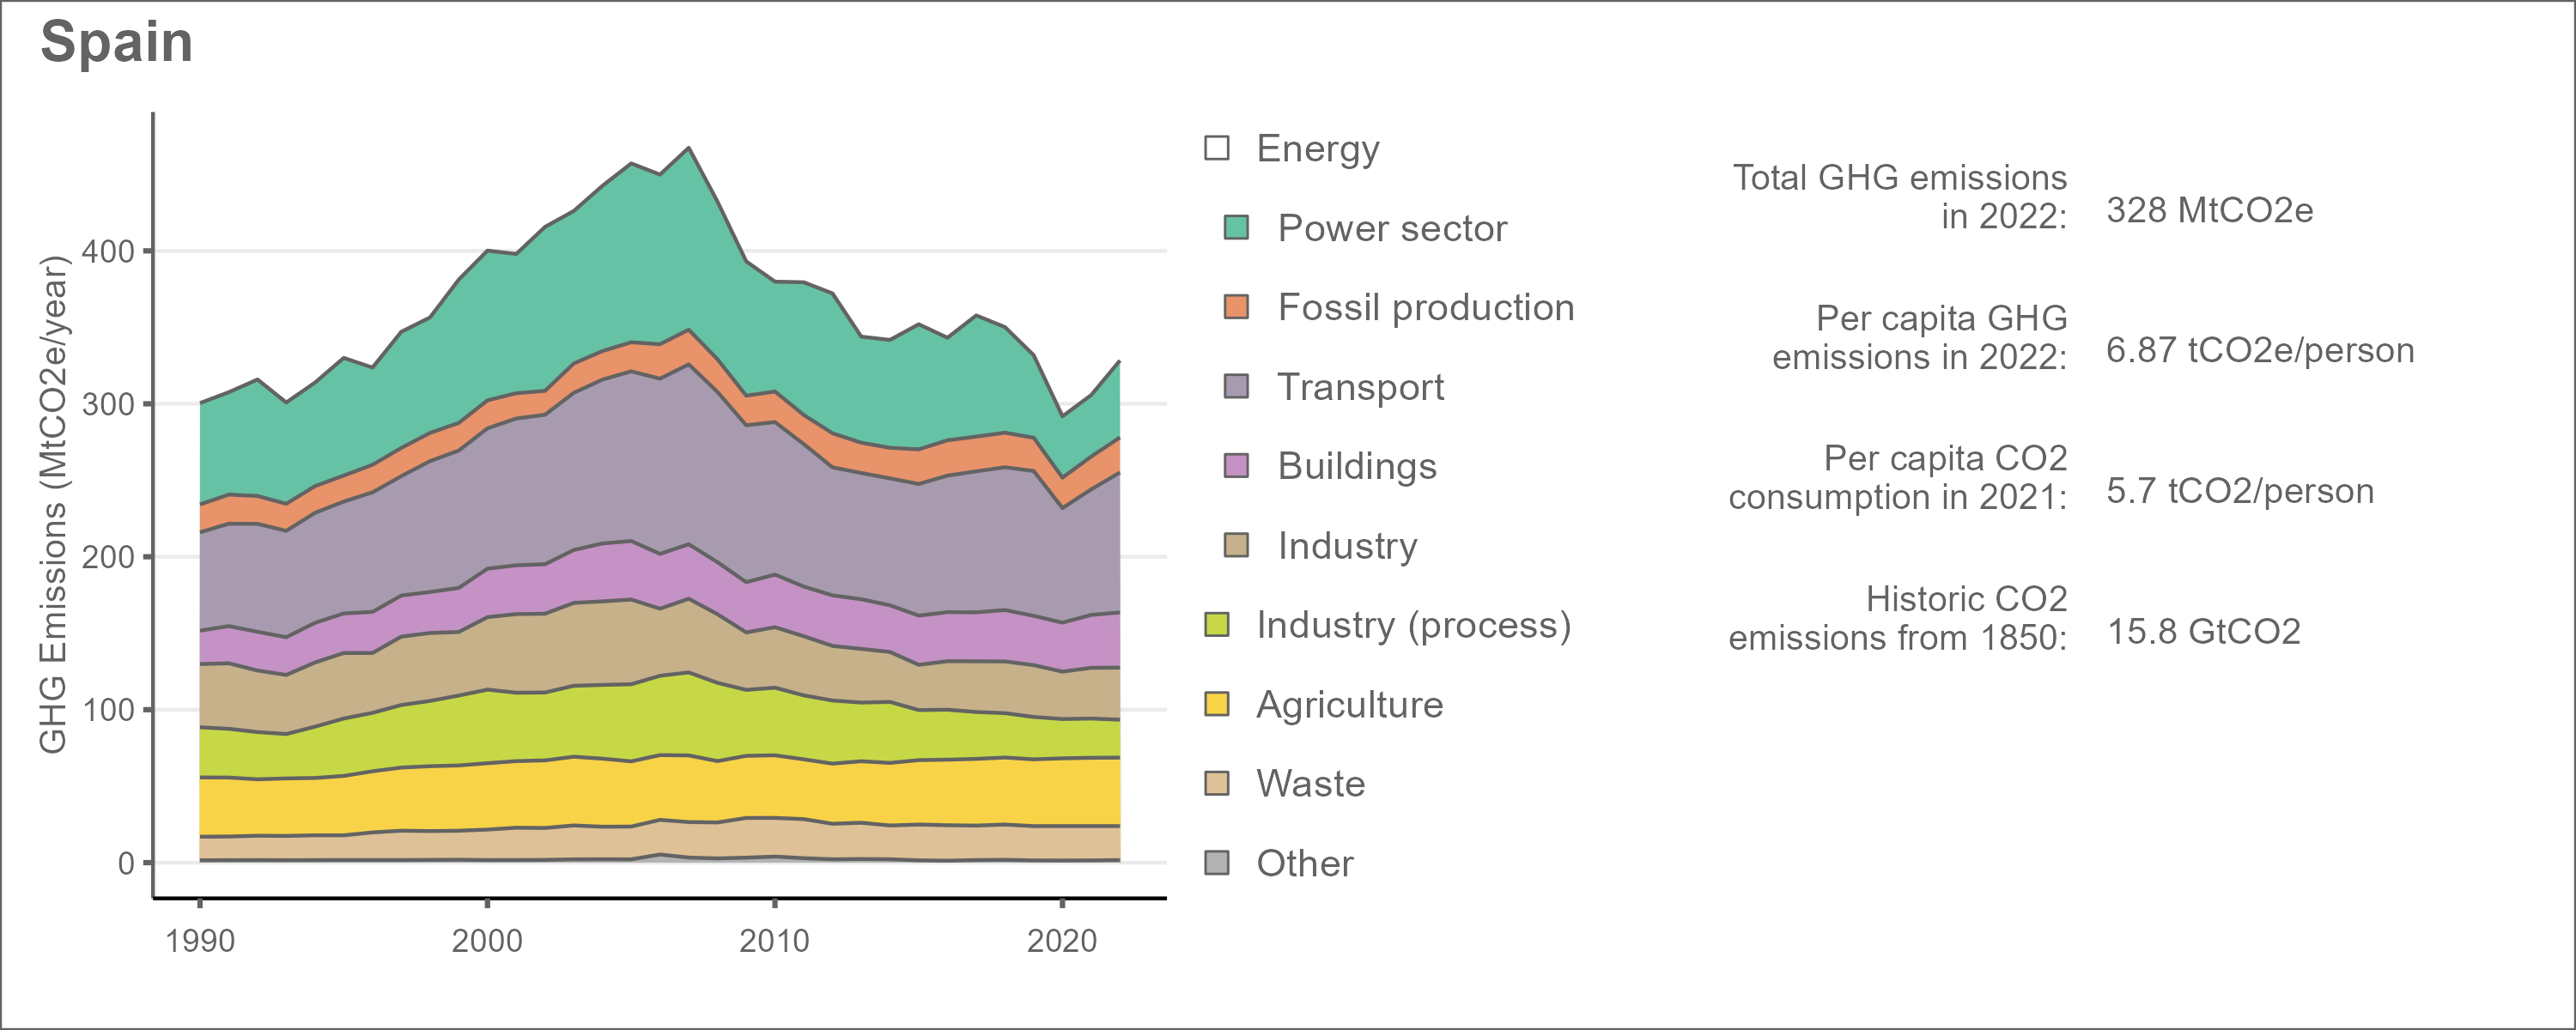 Spain
GHG Emissions (MtCO2e/year)
400
300
200
100
0
1990
2000
2010
2020
Energy
Power sector
Fossil production
Transport
Buildings
Industry
Industry (process)
Agriculture
Waste
Other
Total GHG emissions
in 2022:
328 MtCO2e
Per capita GHG
emissions in 2022:
6.87 tCO2e/person
Per capita CO2
consumption in 2021:
5.7 tCO2/person
Historic CO2
emissions from 1850:
15.8 GtCO2